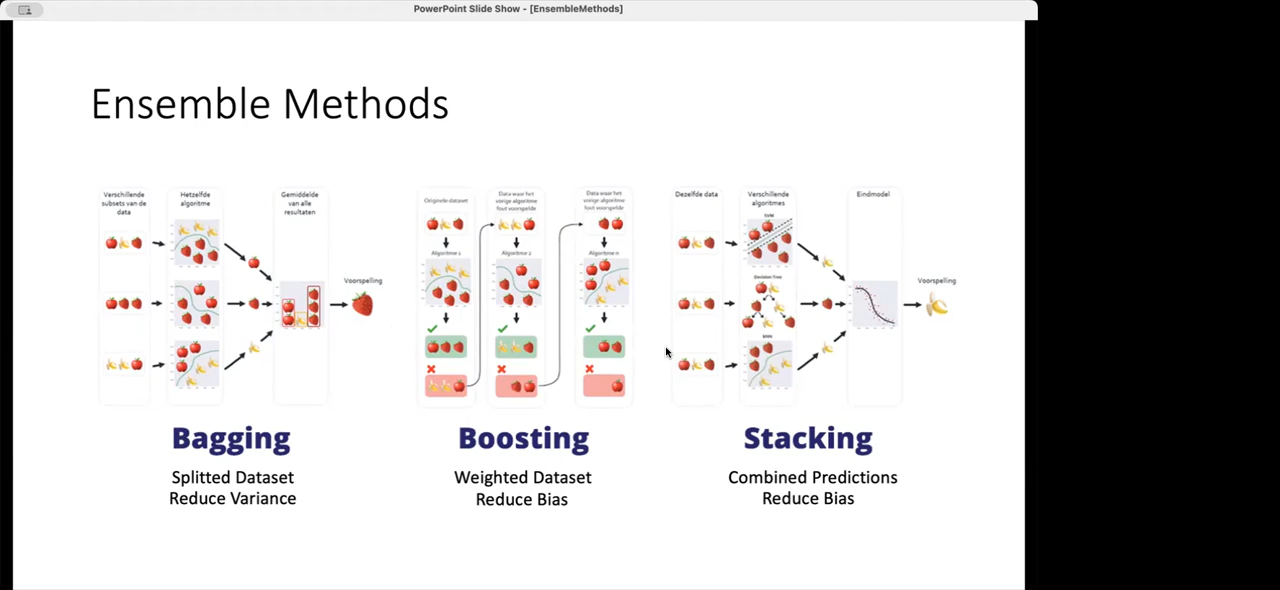 PowerPoint Slide Show - [EnsembleMethods]
Ensemble Methods
Verschillende
subsets van de
data
Hetzelfde
algoritme
Gemiddelde
van alle
resultaten
Voorspelling
Bagging
Splitted Dataset
Reduce Variance
Originele dataset
Data waar het
vorige algoritme
fout voorspelde
Data waar het
vorige algoritme
fout voorspelde
Algoritme 1
Algoritme 2
Algoritme n
Boosting
Weighted Dataset
Reduce Bias
Dezelfde data
Verschillende
algoritmes
Eindmodel
SVM
Decision Tree
Voorspelling
Stacking
Combined Predictions
Reduce Bias